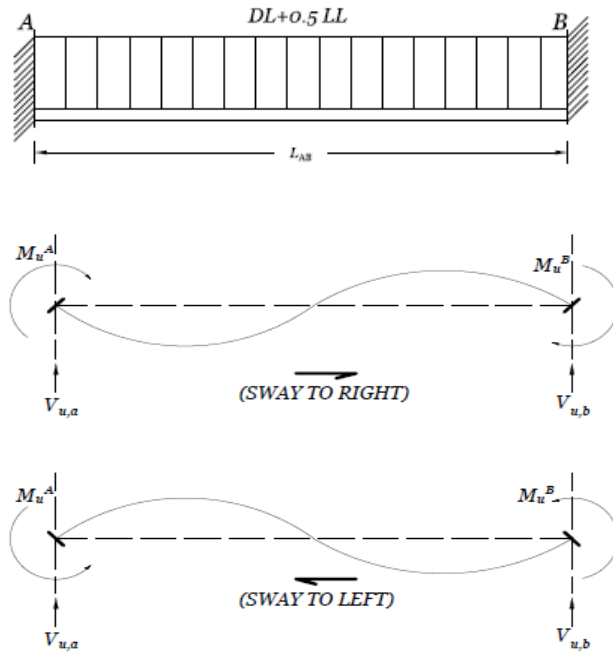 A DL+0.5 LL B
L_AB
M_u^A M_u^B
(SWAY TO RIGHT)
V_u,a V_u,b
M_u^A M_u^B
(SWAY TO LEFT)
V_u,a V_u,b